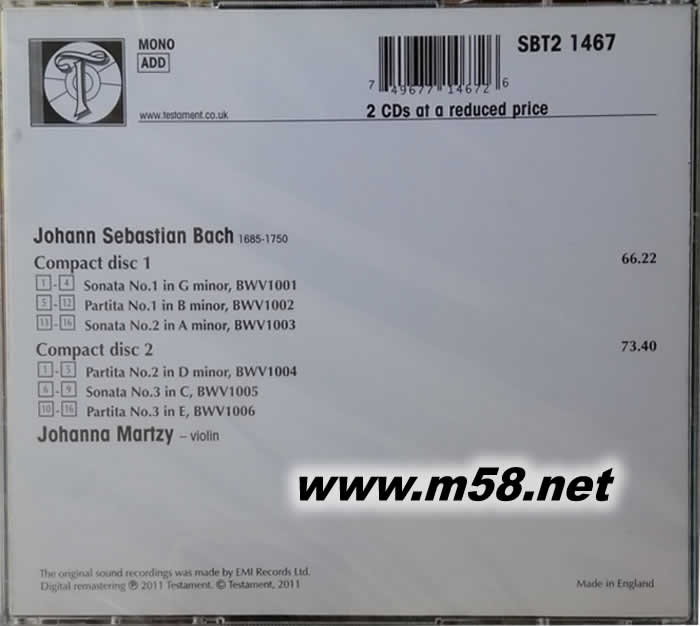 MONO
ADD
www.testament.co.uk
SBT2 1467
7 49677 14672 6
2 CDs at a reduced price
Johann Sebastian Bach 1685-1750
Compact disc 1 66.22
1-4 Sonata No.1 in G minor, BWV1001
5-12 Partita No.1 in B minor, BWV1002
13-16 Sonata No.2 in A minor, BWV1003
Compact disc 2 73.40
1-5 Partita No.2 in D minor, BWV1004
6-9 Sonata No.3 in C, BWV1005
10-16 Partita No.3 in E, BWV1006
Johanna Martzy – violin
www.m58.net
The original sound recordings was made by EMI Records Ltd.
Digital remastering ℗ 2011 Testament. © Testament, 2011
Made in England